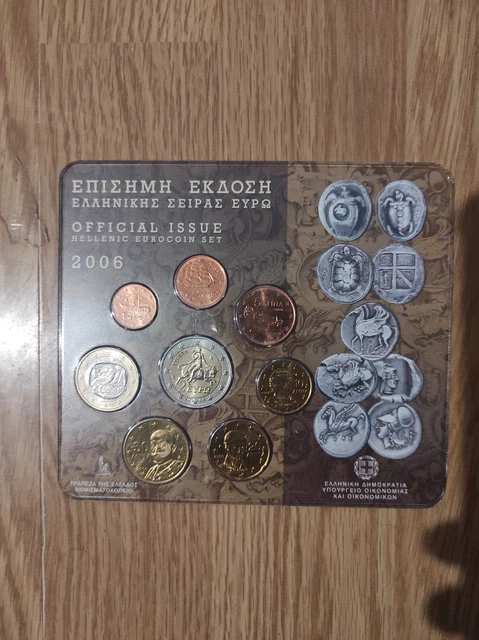 ΕΠΙΣΗΜΗ ΕΚΔΟΣΗ
ΕΛΛΗΝΙΚΗΣ ΣΕΙΡΑΣ ΕΥΡΩ
OFFICIAL ISSUE
HELLENIC EUROCOIN SET
2006
ΤΡΑΠΕΖΑ ΤΗΣ ΕΛΛΑΔΟΣ
ΝΟΜΙΣΜΑΤΟΚΟΠΕΙΟ
ΕΛΛΗΝΙΚΗ ΔΗΜΟΚΡΑΤΙΑ
ΥΠΟΥΡΓΕΙΟ ΟΙΚΟΝΟΜΙΑΣ
ΚΑΙ ΟΙΚΟΝΟΜΙΚΩΝ